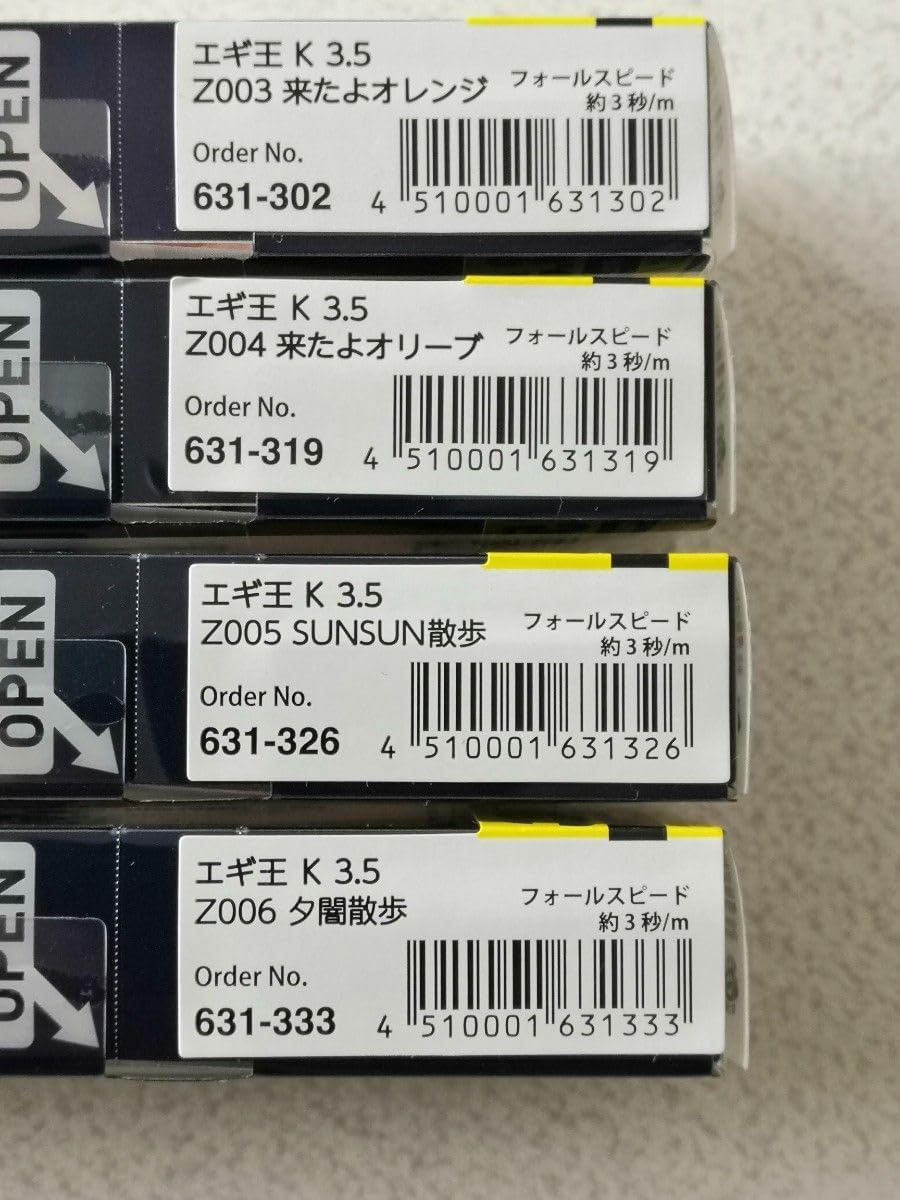 OPEN
エギ王 K 3.5
Z003 来たよオレンジ
フォールスピード
約3秒/m
Order No.
631-302
4 510001 631302
OPEN
エギ王 K 3.5
Z004 来たよオリーブ
フォールスピード
約3秒/m
Order No.
631-319
4 510001 631319
OPEN
エギ王 K 3.5
Z005 SUNSUN散歩
フォールスピード
約3秒/m
Order No.
631-326
4 510001 631326
OPEN
エギ王 K 3.5
Z006 夕闇散歩
フォールスピード
約3秒/m
Order No.
631-333
4 510001 631333